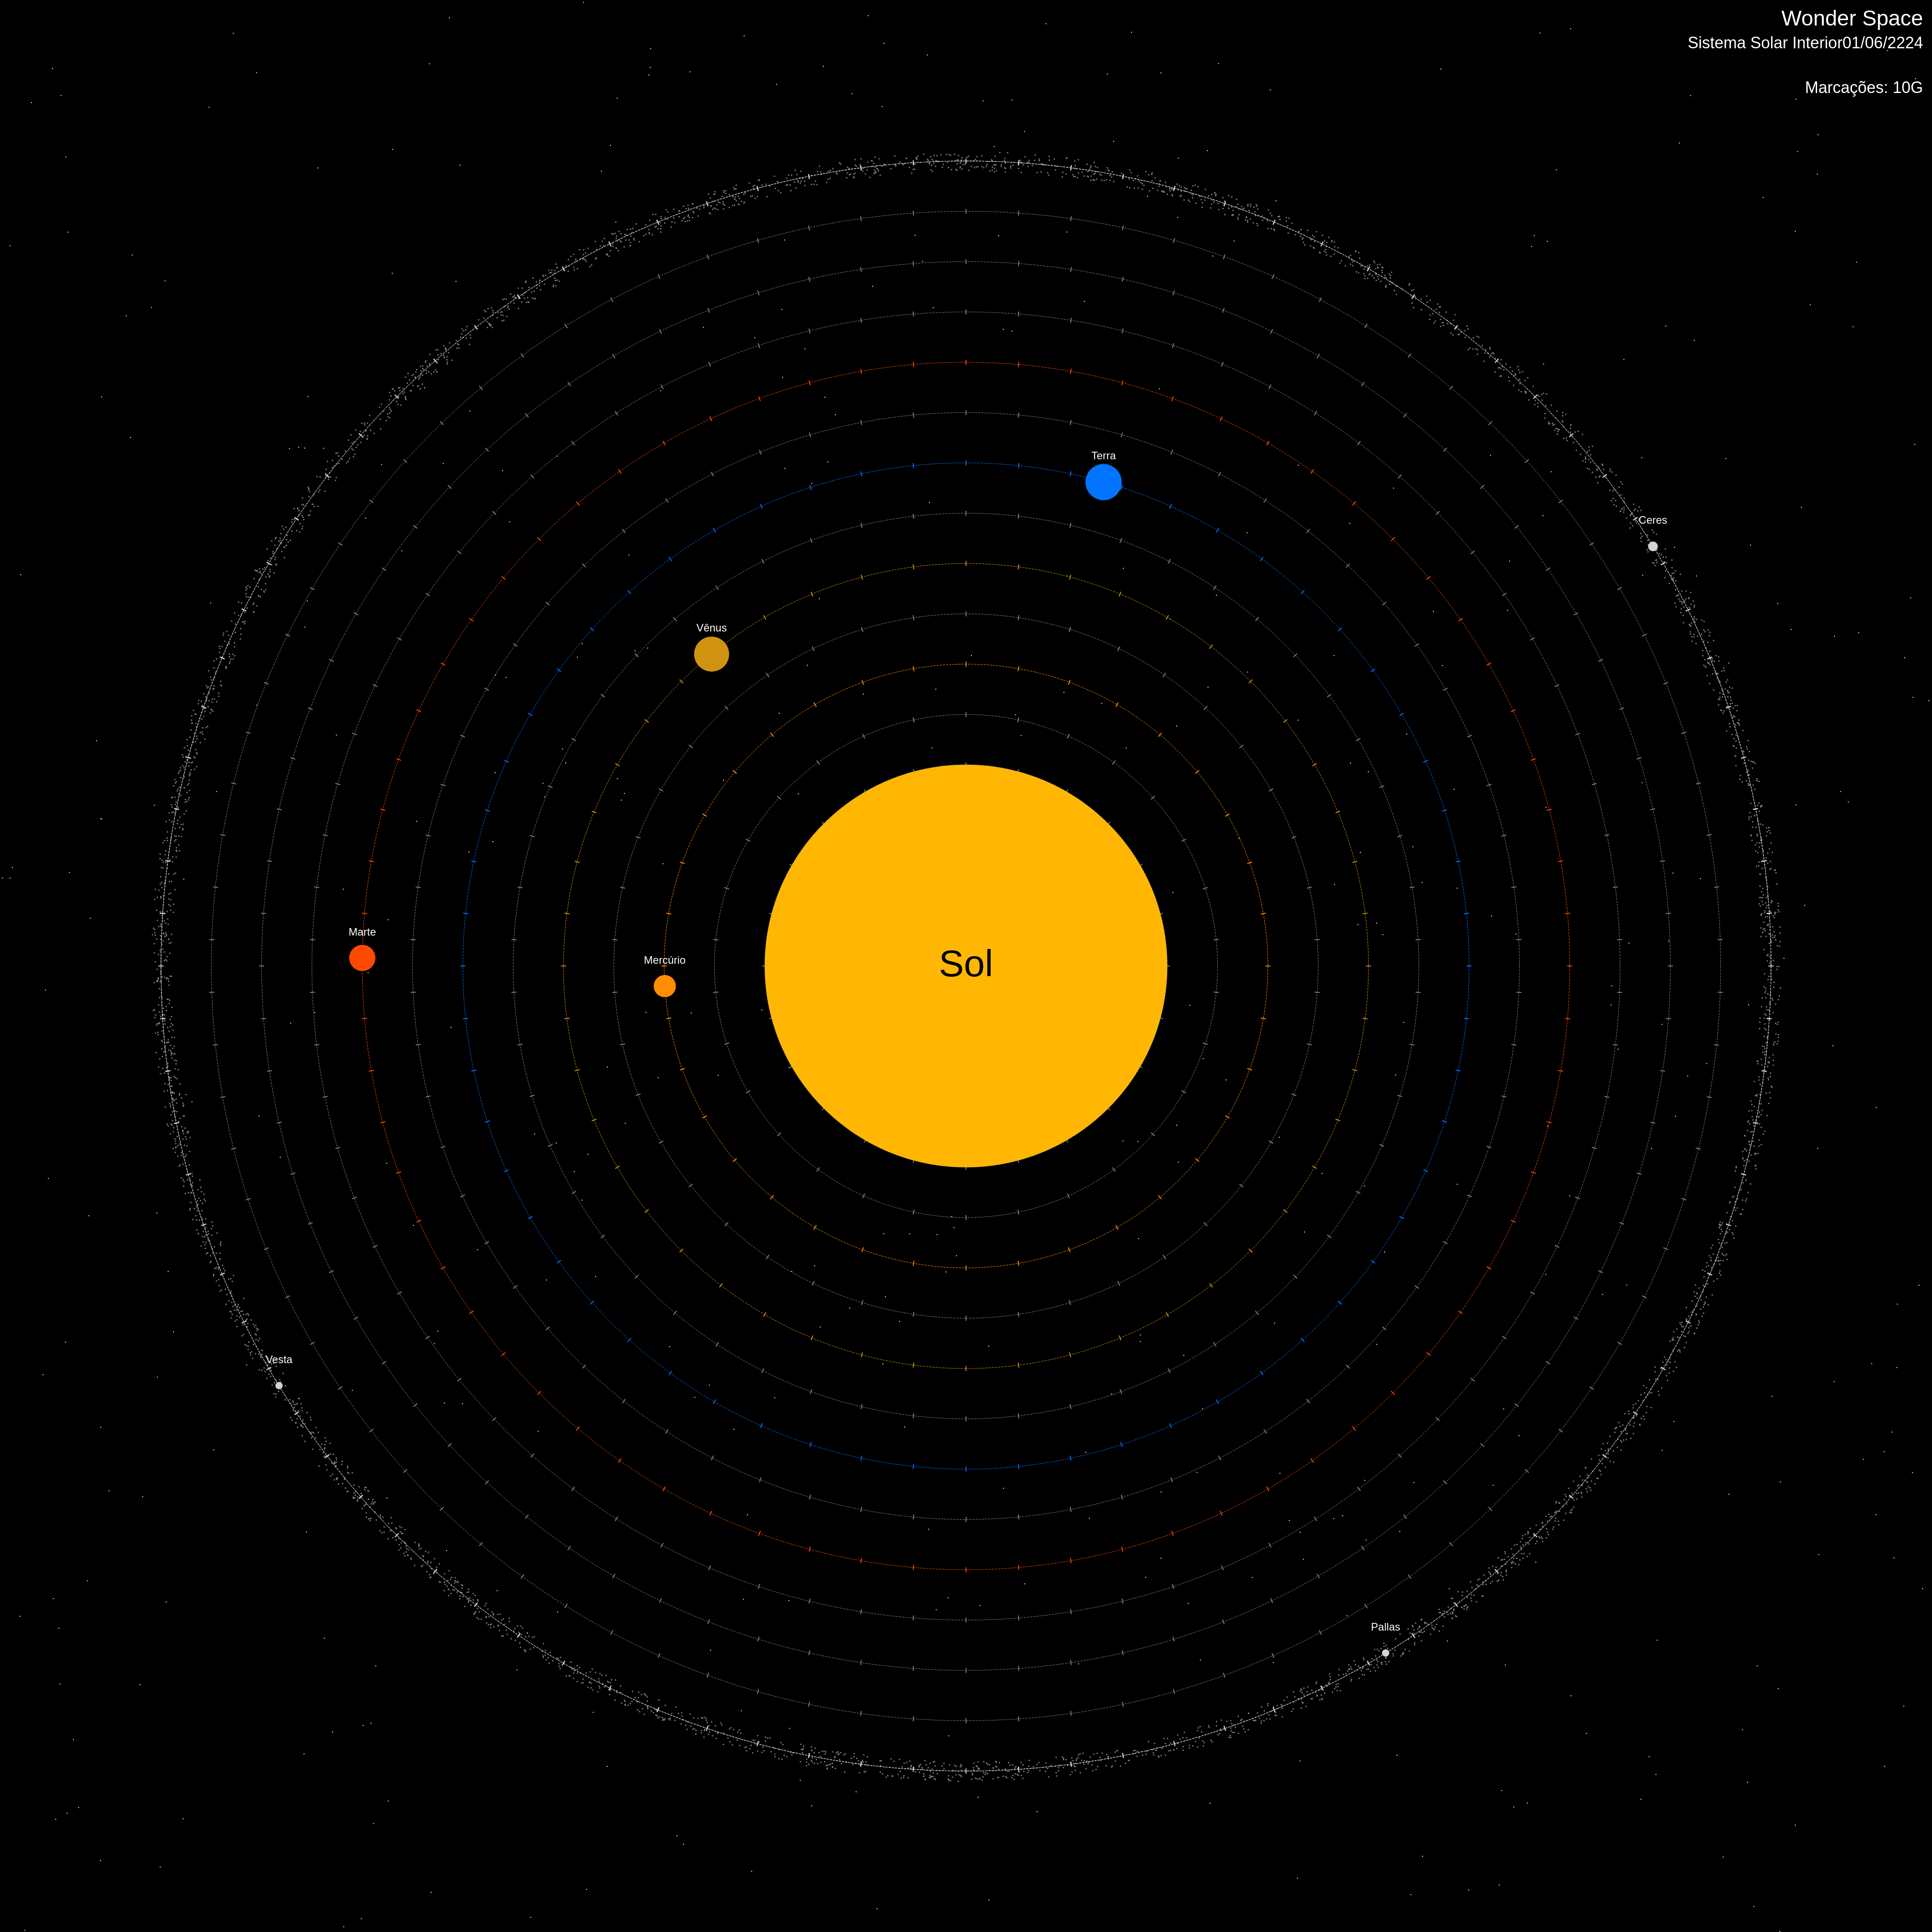 Wonder Space
Sistema Solar Interior01/06/2224
Marcações: 10G
Terra
Ceres
Vênus
Marte
Mercúrio
Sol
Vesta
Pallas